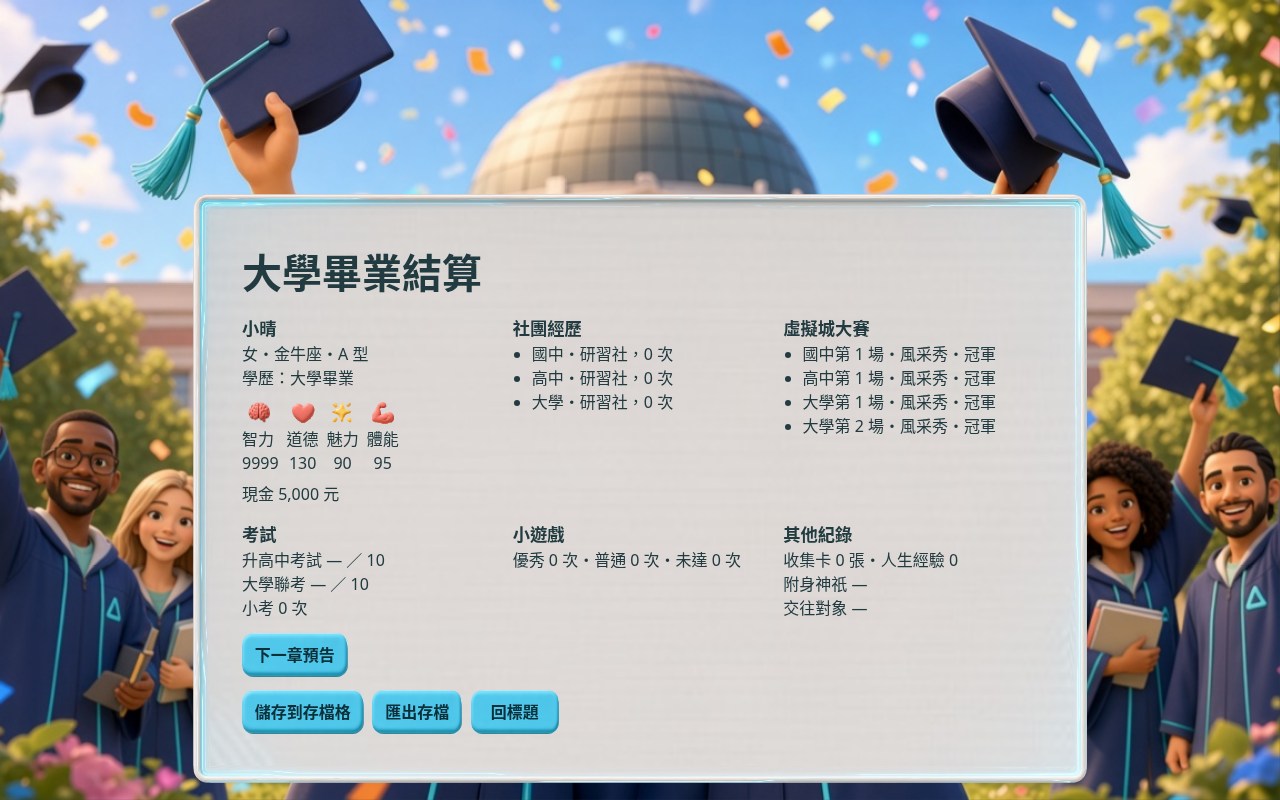 大學畢業結算
小晴
女・金牛座・A 型
學歷：大學畢業
智力 道德 魅力 體能
9999 130 90 95
現金 5,000 元
社團經歷
• 國中・研習社，0 次
• 高中・研習社，0 次
• 大學・研習社，0 次
虛擬城大賽
• 國中第 1 場・風采秀・冠軍
• 高中第 1 場・風采秀・冠軍
• 大學第 1 場・風采秀・冠軍
• 大學第 2 場・風采秀・冠軍
考試
升高中考試 — ／ 10
大學聯考 — ／ 10
小考 0 次
小遊戲
優秀 0 次・普通 0 次・未達 0 次
其他紀錄
收集卡 0 張・人生經驗 0
附身神祇 —
交往對象 —
下一章預告
儲存到存檔格 匯出存檔 回標題